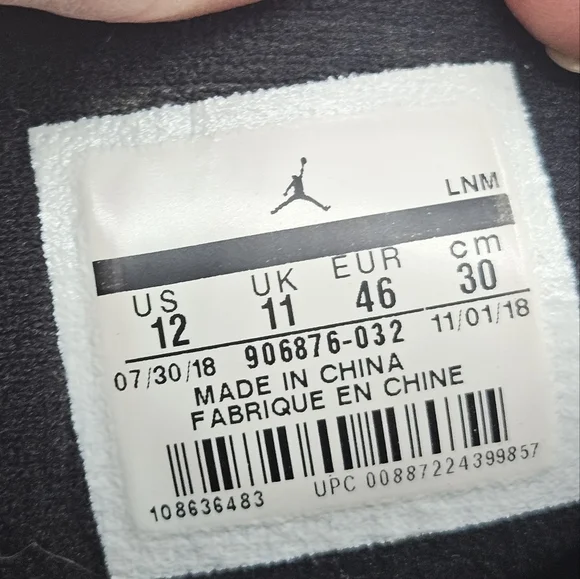 LNM
US UK EUR cm
12 11 46 30
07/30/18 906876-032 11/01/18
MADE IN CHINA
FABRIQUE EN CHINE
108636483 UPC 00887224399857